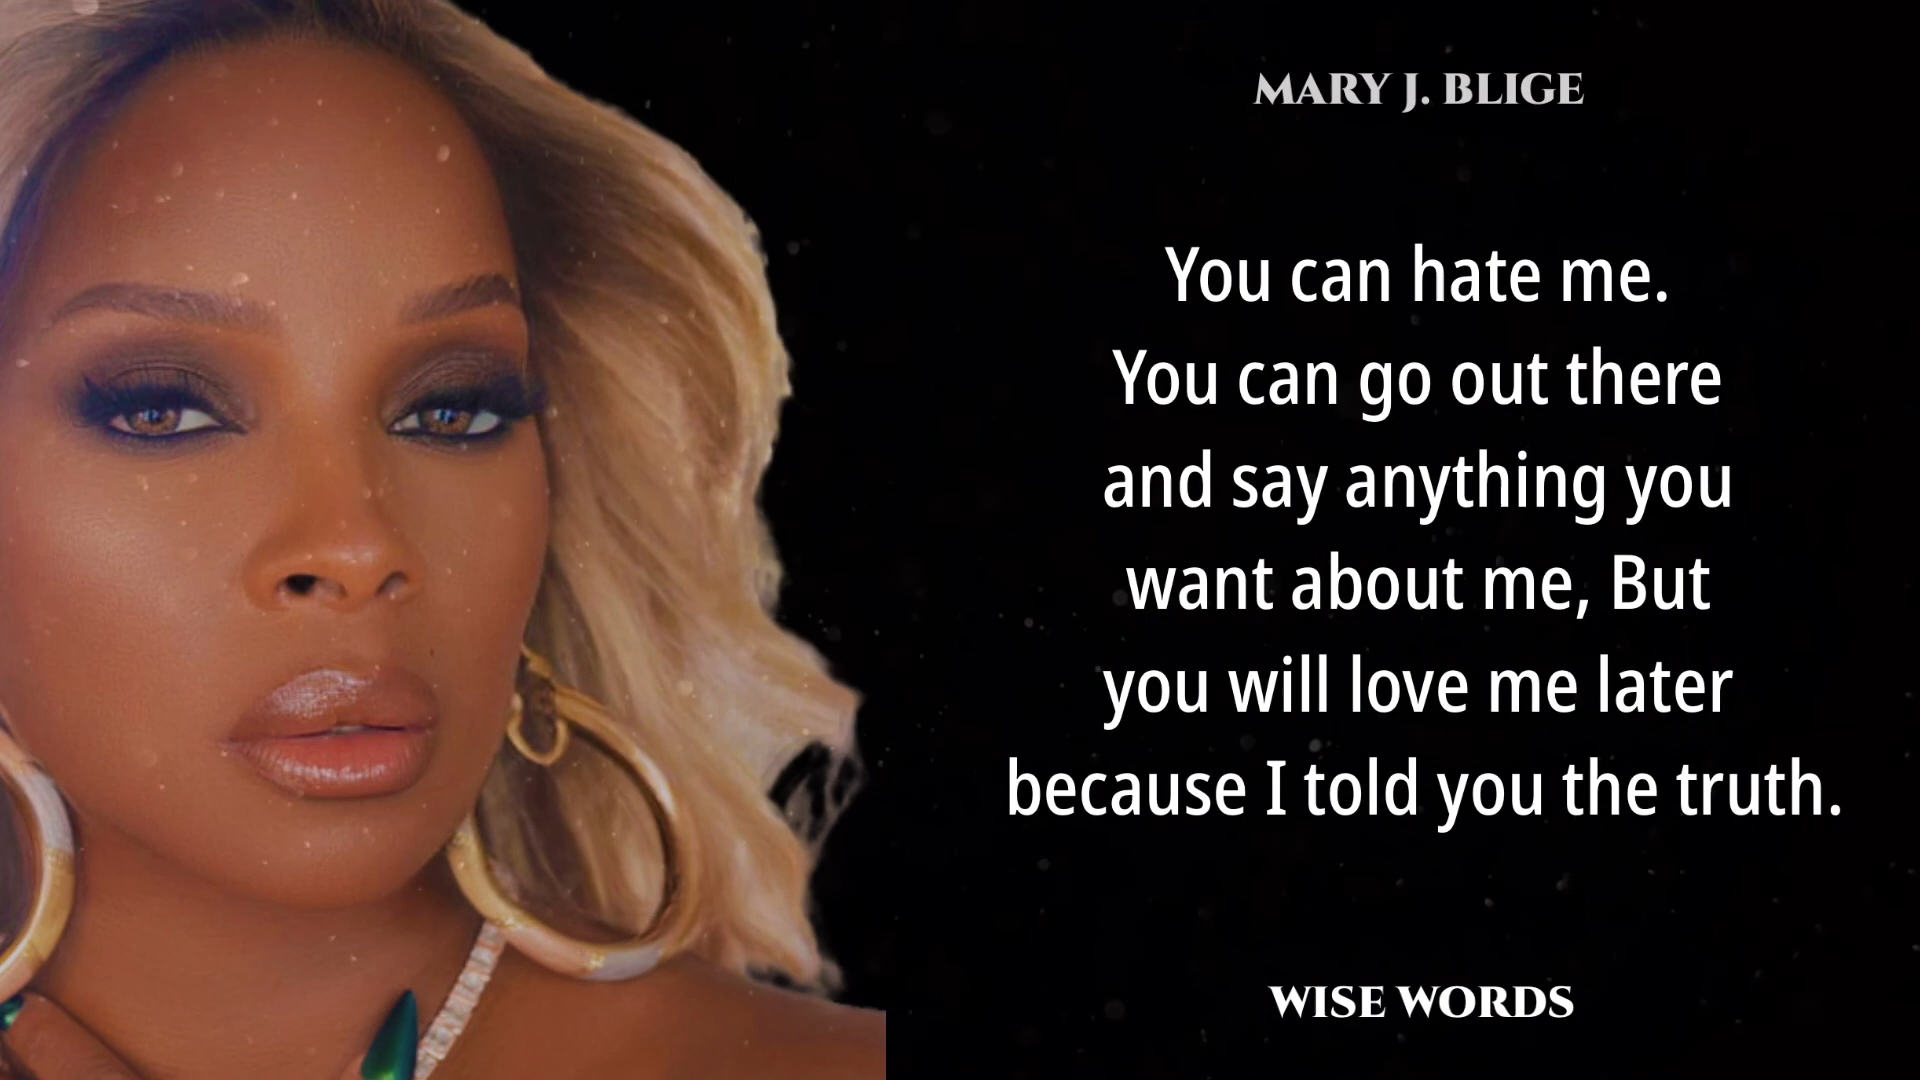 MARY J. BLIGE
You can hate me.
You can go out there
and say anything you
want about me, But
you will love me later
because I told you the truth.
WISE WORDS